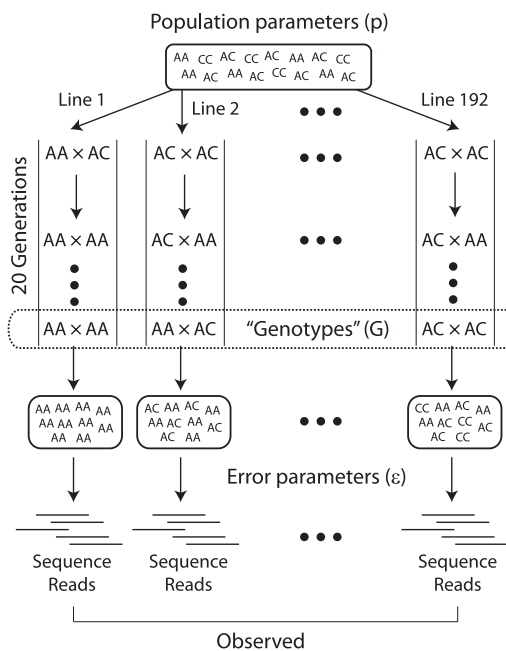 Population parameters (p)
AA CC AC CC AC AA AC CC
AA AC AA AC CC AC AA AC
Line 1
Line 2
Line 192
20 Generations
AA × AC
AC × AC
AC × AC
AA × AA
AC × AA
AC × AA
AA × AA
AA × AC
"Genotypes" (G)
AC × AC
AA AA AA AA
AA AA AA AA
AA AA
AC AA AC AA
AA AC AA AC
AC AA
CC AA AC AA
AA AC CC AC
AC CC
Error parameters (ε)
Sequence
Reads
Sequence
Reads
Sequence
Reads
Observed